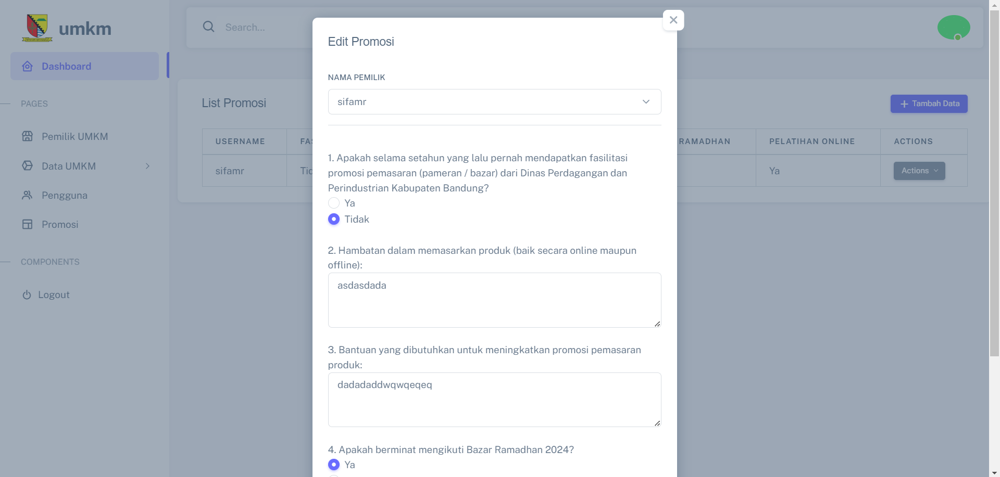 umkm
Dashboard
PAGES
Pemilik UMKM
Data UMKM
Pengguna
Promosi
COMPONENTS
Logout
Search...
List Promosi
Tambah Data
USERNAME
RAMADHAN
PELATIHAN ONLINE
ACTIONS
sifamr
Ya
Actions
Edit Promosi
NAMA PEMILIK
sifamr
1. Apakah selama setahun yang lalu pernah mendapatkan fasilitasi
promosi pemasaran (pameran / bazar) dari Dinas Perdagangan dan
Perindustrian Kabupaten Bandung?
Ya
Tidak
2. Hambatan dalam memasarkan produk (baik secara online maupun
offline):
asdasdada
3. Bantuan yang dibutuhkan untuk meningkatkan promosi pemasaran
produk:
dadadaddwqwqeqeq
4. Apakah berminat mengikuti Bazar Ramadhan 2024?
Ya